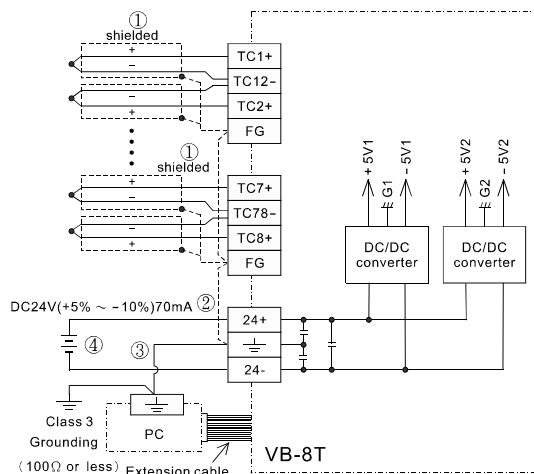 ①
shielded
+
−
−
+
TC1+
TC12−
TC2+
FG
①
shielded
+
−
−
+
TC7+
TC78−
TC8+
FG
②
DC24V(+5% ~ −10%)70mA
24+
24-
④
③
PC
Class 3
Grounding
(100Ω or less)
Extension cable
VB-8T
+ 5V1
G1
- 5V1
+ 5V2
G2
- 5V2
DC/DC
converter
DC/DC
converter